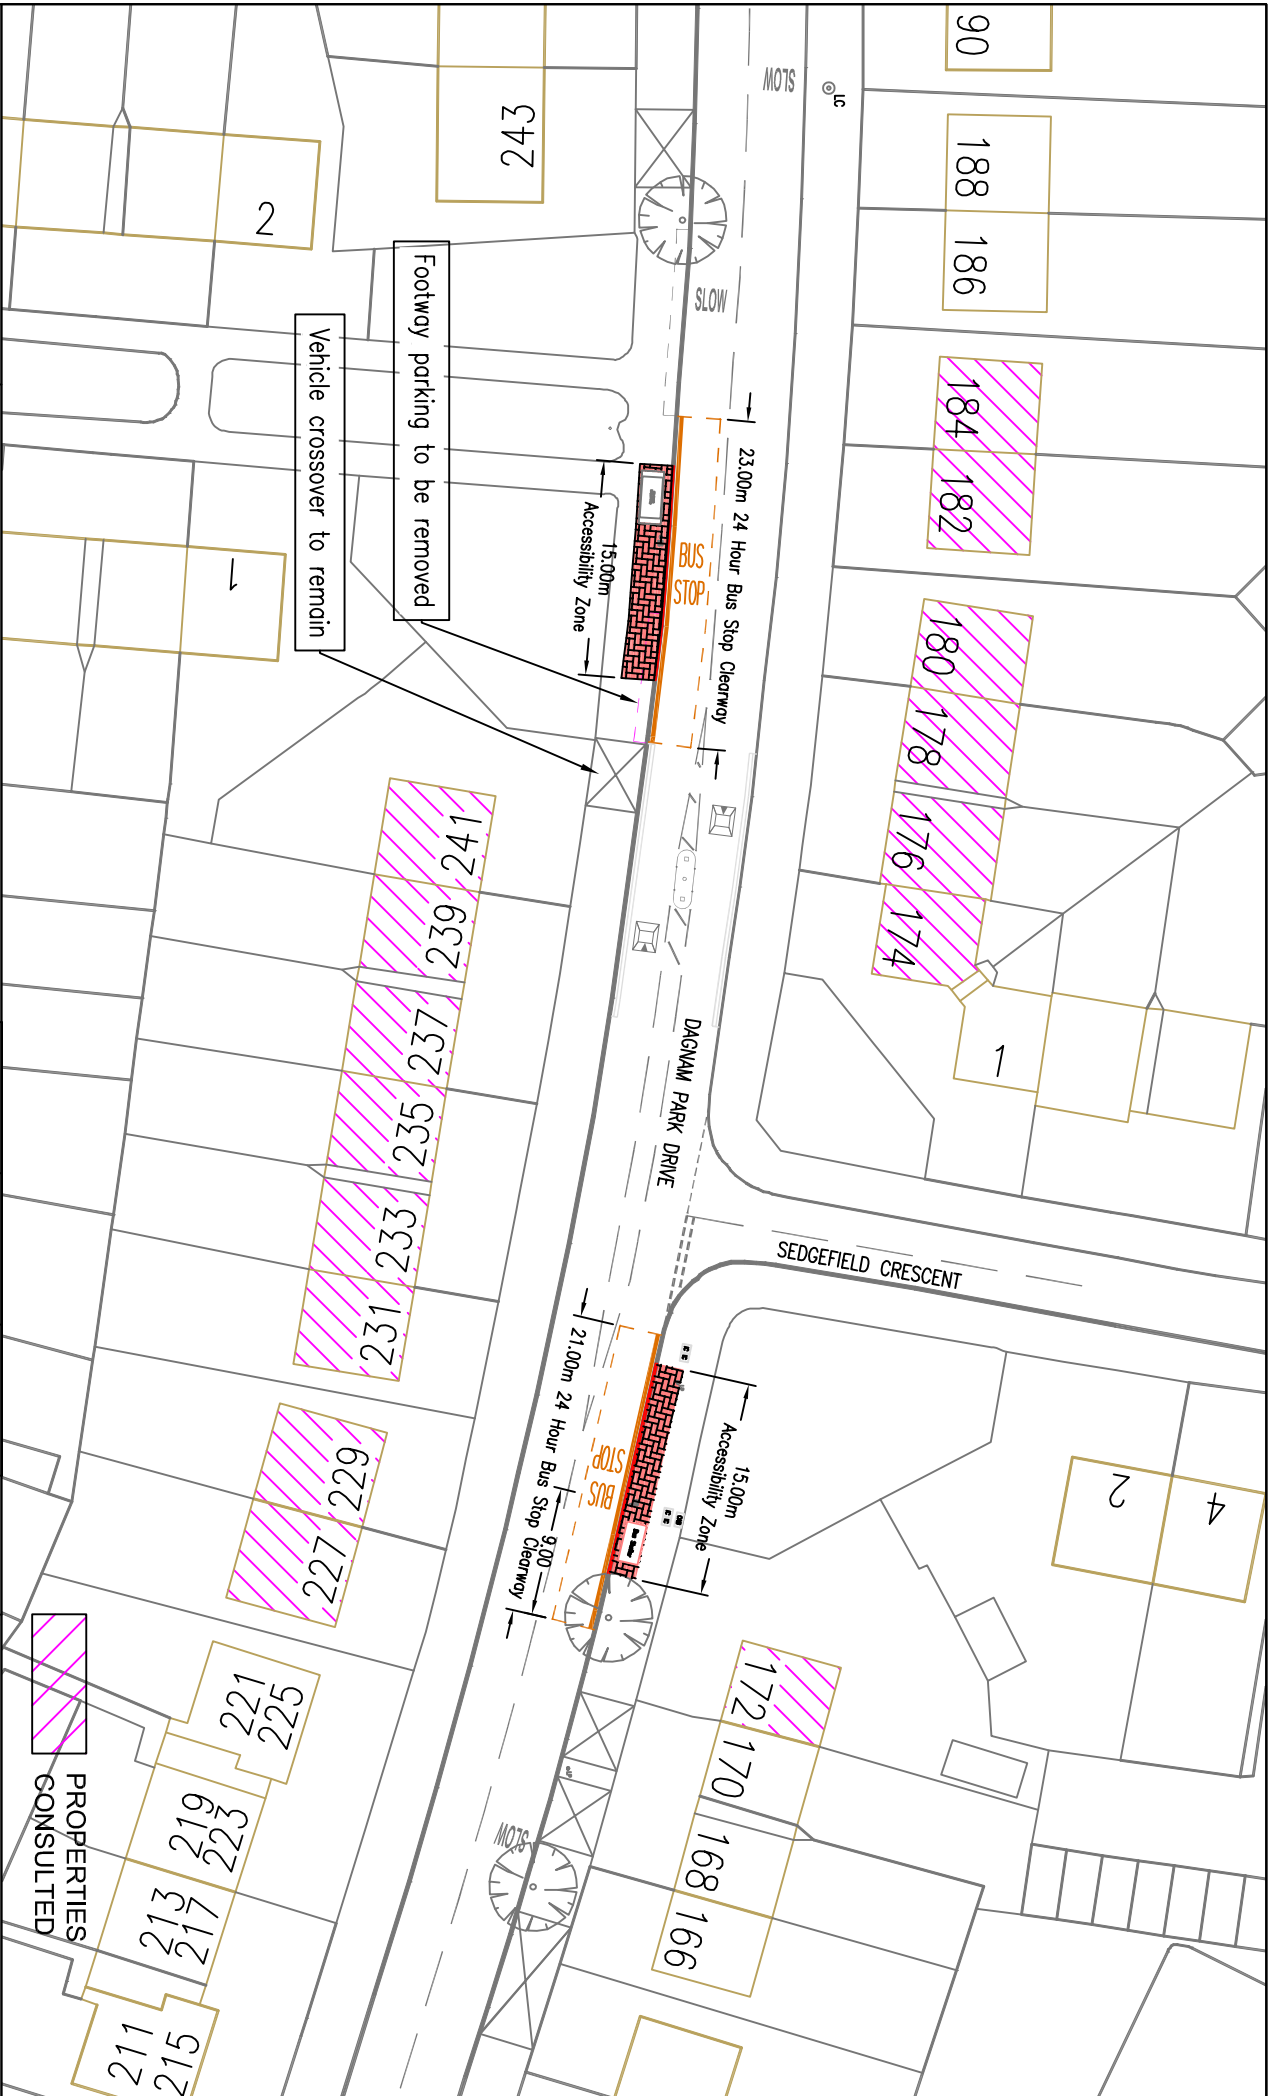 90
188
186
184
182
180
178
176
174
1
2
4
172
170
168
166
LC
SLOW
SLOW
23.00m 24 Hour Bus Stop Clearway
BUS
STOP
15.00m
Accessibility Zone
DAGNAM PARK DRIVE
SEDGEFIELD CRESCENT
15.00m
Accessibility Zone
BUS
STOP
21.00m 24 Hour Bus Stop Clearway
9.00
SLOW
243
2
1
Footway parking to be removed
Vehicle crossover to remain
241
239
237
235
233
231
229
227
221
225
219
223
213
217
211
215
PROPERTIES
CONSULTED